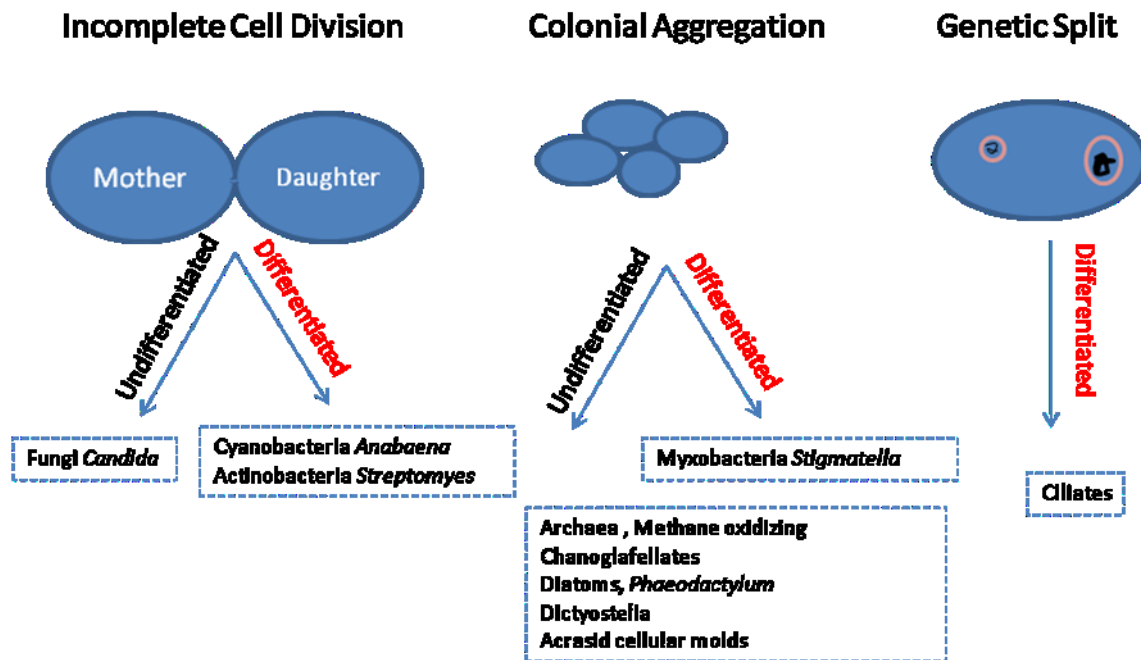 Incomplete Cell Division
Colonial Aggregation
Genetic Split
Mother
Daughter
Undifferentiated
Differentiated
Undifferentiated
Differentiated
Differentiated
Fungi Candida
Cyanobacteria Anabaena
Actinobacteria Streptomyes
Myxobacteria Stigmatella
Ciliates
Archaea , Methane oxidizing
Chanoglafellates
Diatoms, Phaeodactylum
Dictyostelia
Acrasid cellular molds